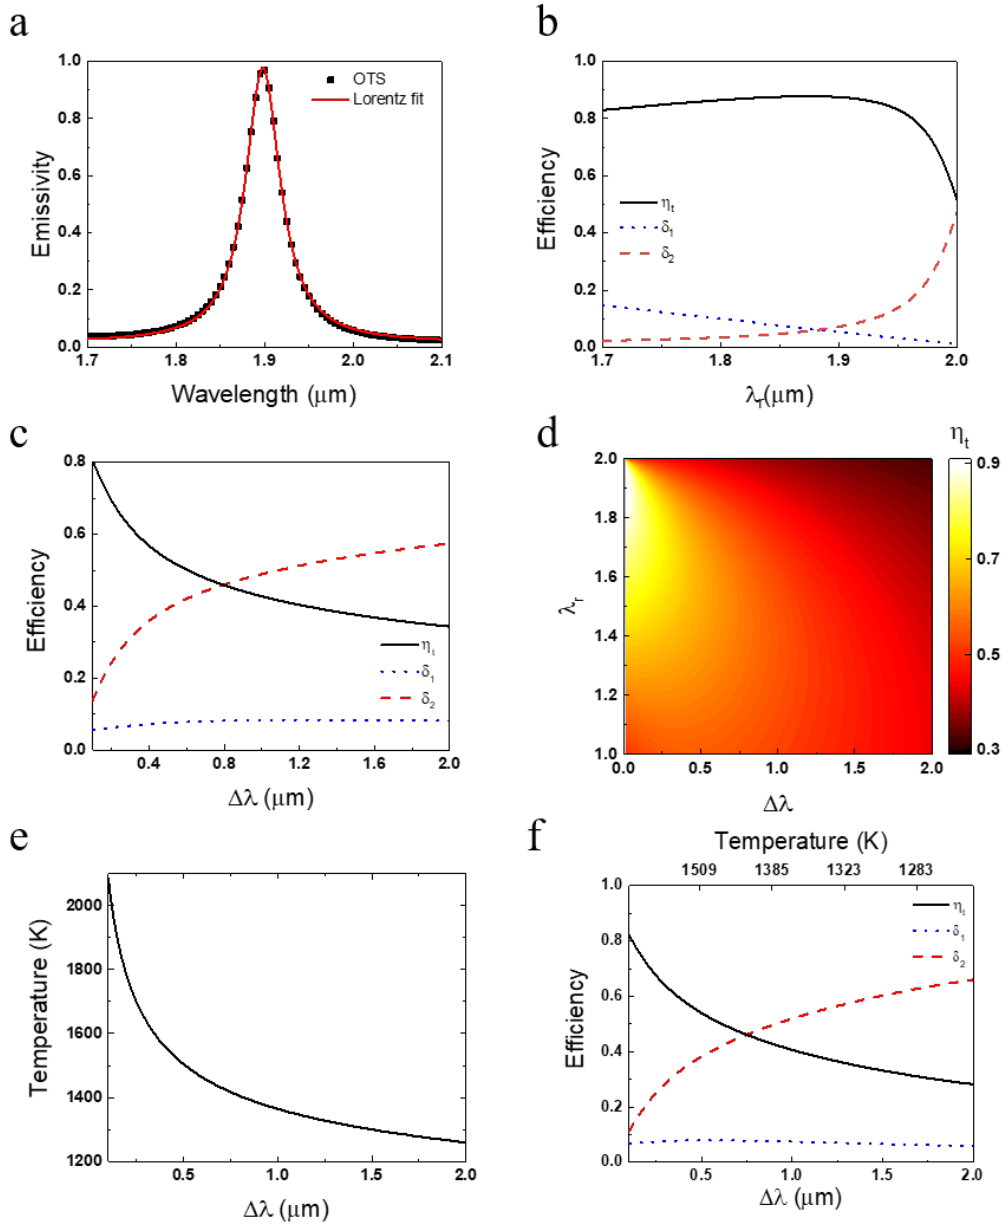 a
1.0
0.8
0.6
0.4
0.2
0.0
Emissivity
OTS
Lorentz fit
1.7
1.8
1.9
2.0
2.1
Wavelength (μm)
b
1.0
0.8
0.6
0.4
0.2
0.0
Efficiency
ηt
δ1
δ2
1.7
1.8
1.9
2.0
λr(μm)
c
0.8
0.6
0.4
0.2
0.0
Efficiency
ηt
δ1
δ2
0.4
0.8
1.2
1.6
2.0
Δλ (μm)
d
ηt
2.0
1.8
1.6
1.4
1.2
1.0
λr
0.0
0.5
1.0
1.5
2.0
Δλ
0.9
0.7
0.5
0.3
e
2000
1800
1600
1400
1200
Temperature (K)
0.5
1.0
1.5
2.0
Δλ (μm)
f
Temperature (K)
1509
1385
1323
1283
1.0
0.8
0.6
0.4
0.2
0.0
Efficiency
ηt
δ1
δ2
0.5
1.0
1.5
2.0
Δλ (μm)